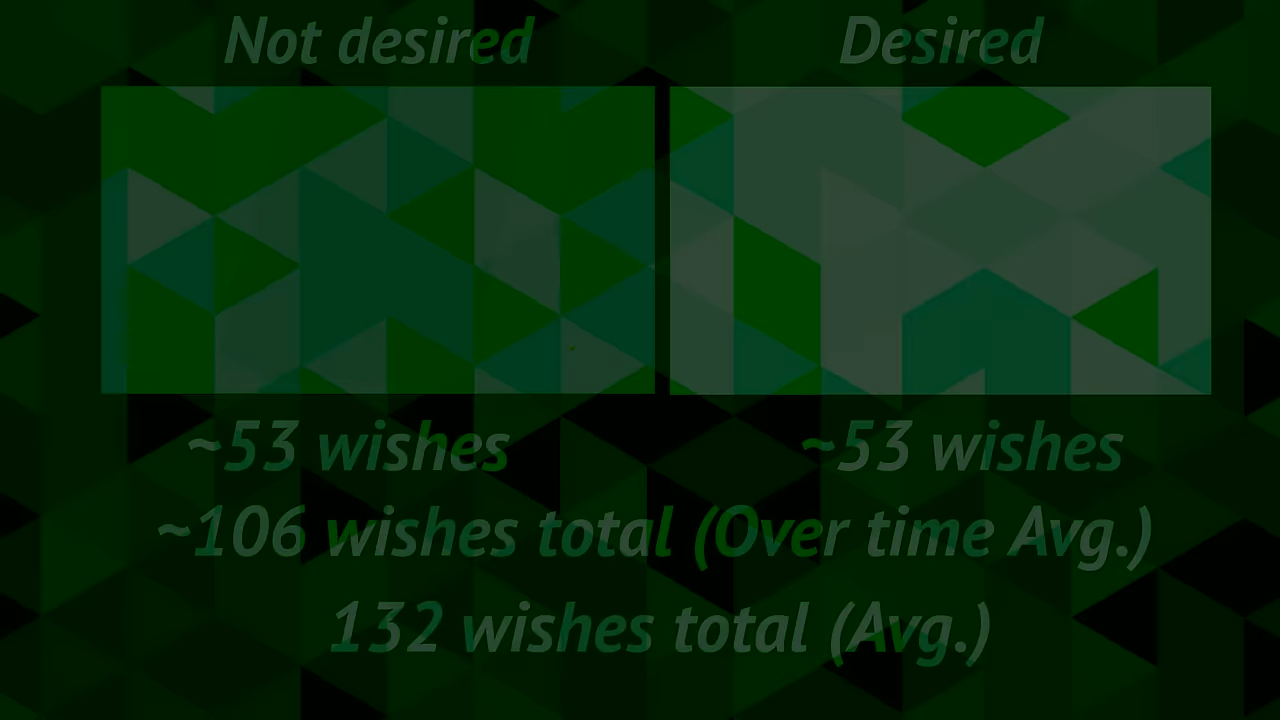 Not desired
Desired
~53 wishes
~53 wishes
~106 wishes total (Over time Avg.)
132 wishes total (Avg.)